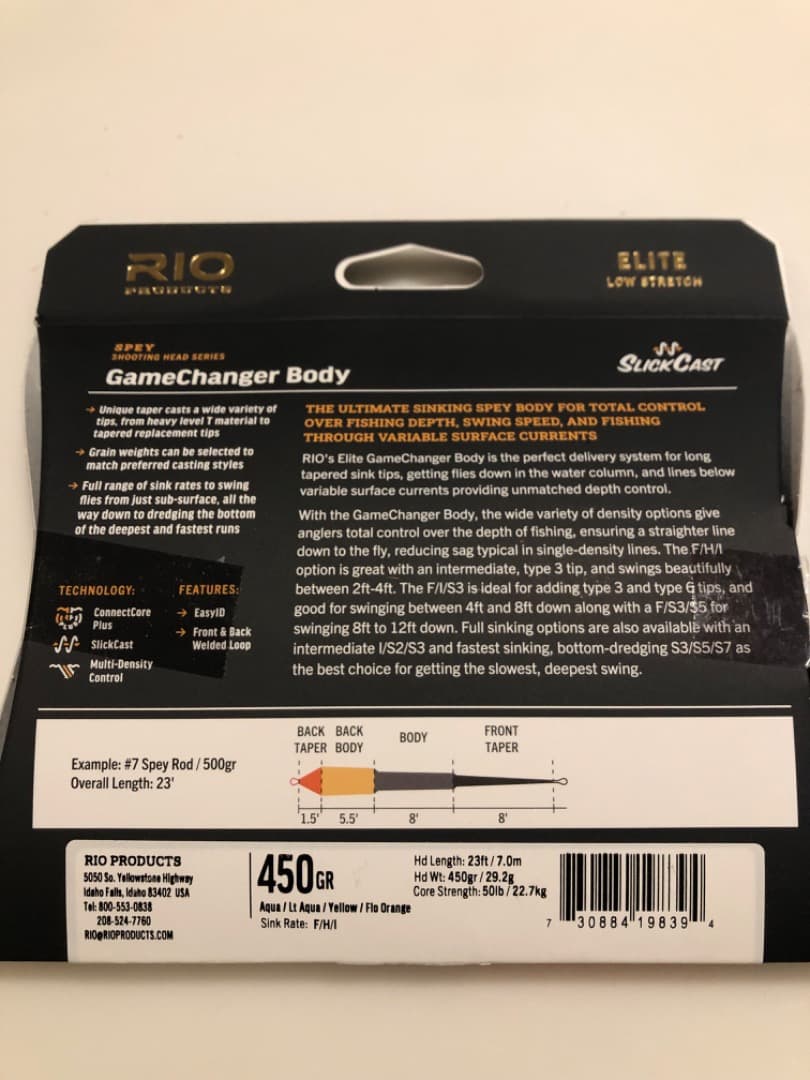 RIO
PRODUCTS
ELITE
LOW STRETCH
SPEY
SHOOTING HEAD SERIES
GameChanger Body
SLICKCAST
→ Unique taper casts a wide variety of
tips, from heavy level T material to
tapered replacement tips
→ Grain weights can be selected to
match preferred casting styles
→ Full range of sink rates to swing
flies from just sub-surface, all the
way down to dredging the bottom
of the deepest and fastest runs
TECHNOLOGY:
ConnectCore
Plus
SlickCast
Multi-Density
Control
FEATURES:
→ EasyID
→ Front & Back
Welded Loop
THE ULTIMATE SINKING SPEY BODY FOR TOTAL CONTROL
OVER FISHING DEPTH, SWING SPEED, AND FISHING
THROUGH VARIABLE SURFACE CURRENTS
RIO's Elite GameChanger Body is the perfect delivery system for long
tapered sink tips, getting flies down in the water column, and lines below
variable surface currents providing unmatched depth control.
With the GameChanger Body, the wide variety of density options give
anglers total control over the depth of fishing, ensuring a straighter line
down to the fly, reducing sag typical in single-density lines. The F/H/I
option is great with an intermediate, type 3 tip, and swings beautifully
between 2ft-4ft. The F/I/S3 is ideal for adding type 3 and type 6 tips, and
good for swinging between 4ft and 8ft down along with a F/S3/S5 for
swinging 8ft to 12ft down. Full sinking options are also available with an
intermediate I/S2/S3 and fastest sinking, bottom-dredging S3/S5/S7 as
the best choice for getting the slowest, deepest swing.
Example: #7 Spey Rod / 500gr
Overall Length: 23'
BACK TAPER
BACK BODY
BODY
FRONT TAPER
1.5' 5.5' 8' 8'
RIO PRODUCTS
5050 So. Yellowstone Highway
Idaho Falls, Idaho 83402 USA
Tel: 800-553-0838
208-524-7760
RIO@RIOPRODUCTS.COM
450GR
Aqua / Lt Aqua / Yellow / Flo Orange
Sink Rate: F/H/I
Hd Length: 23ft / 7.0m
Hd Wt: 450gr / 29.2g
Core Strength: 50lb / 22.7kg
7 30884 19839 4